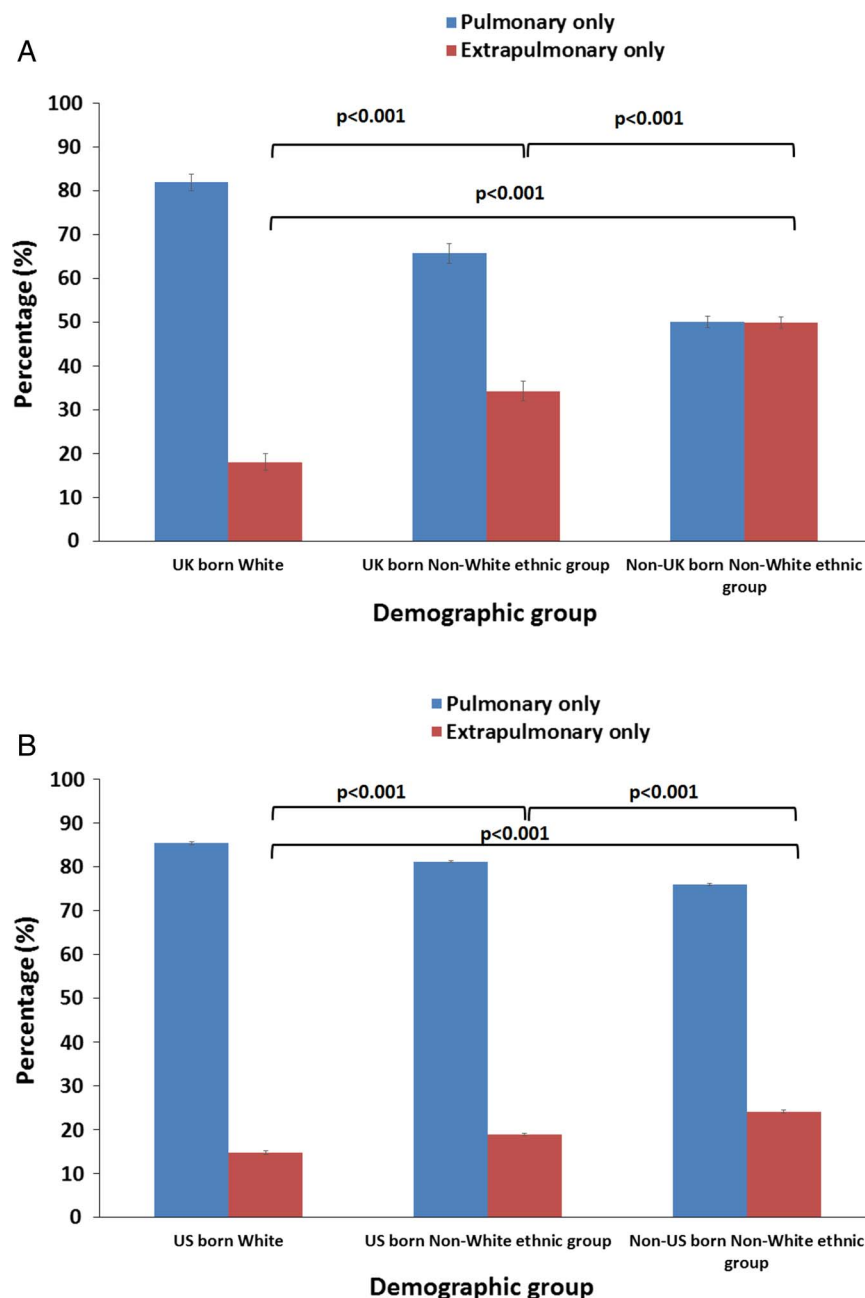 A
Pulmonary only
Extrapulmonary only
100
90
80
70
60
50
40
30
20
10
0
Percentage (%)
p<0.001
p<0.001
p<0.001
UK born White
UK born Non-White ethnic group
Non-UK born Non-White ethnic
group
Demographic group
B
Pulmonary only
Extrapulmonary only
100
90
80
70
60
50
40
30
20
10
0
Percentage (%)
p<0.001
p<0.001
p<0.001
US born White
US born Non-White ethnic group
Non-US born Non-White ethnic
group
Demographic group